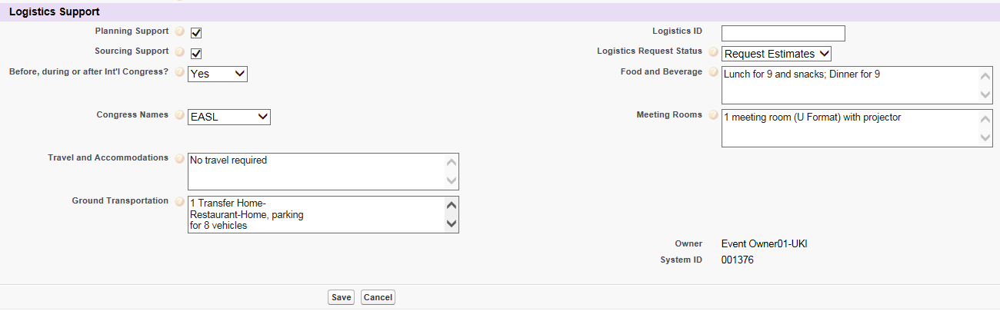 Logistics Support
Planning Support
Logistics ID
Sourcing Support
Logistics Request Status Request Estimates
Before, during or after Int'l Congress? Yes
Food and Beverage Lunch for 9 and snacks; Dinner for 9
Congress Names EASL
Meeting Rooms 1 meeting room (U Format) with projector
Travel and Accommodations No travel required
Ground Transportation 1 Transfer Home-
Restaurant-Home, parking
for 8 vehicles
Owner Event Owner01-UKI
System ID 001376
Save Cancel